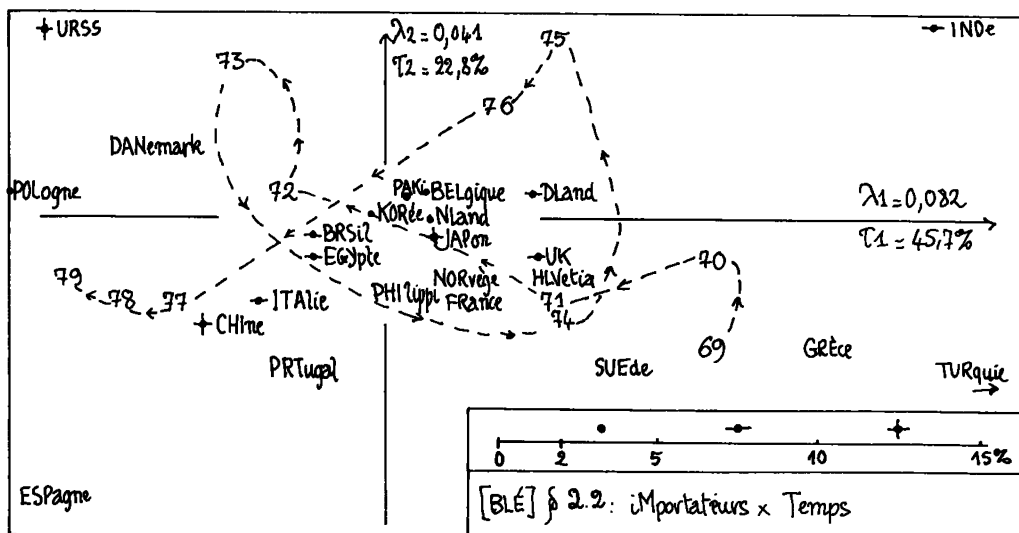 URSS
λ2=0,041
75
INDe
73
τ2=22,8%
76
DANemark
POLogne
72
PAKi
BELgique
DLand
λ1=0,082
KORée
NLand
BRSil
JAPon
τ1=45,7%
EGYpte
UK
70
79
78
77
ITAlie
PHIlippi
NORvège
HLVetia
FRANCE
71
CHIne
74
69
GRÈce
PRTugal
SUEde
TURquie
0 2 5 10 15%
ESPagne
[BLÉ] § 2.2 : iMportateurs × Temps